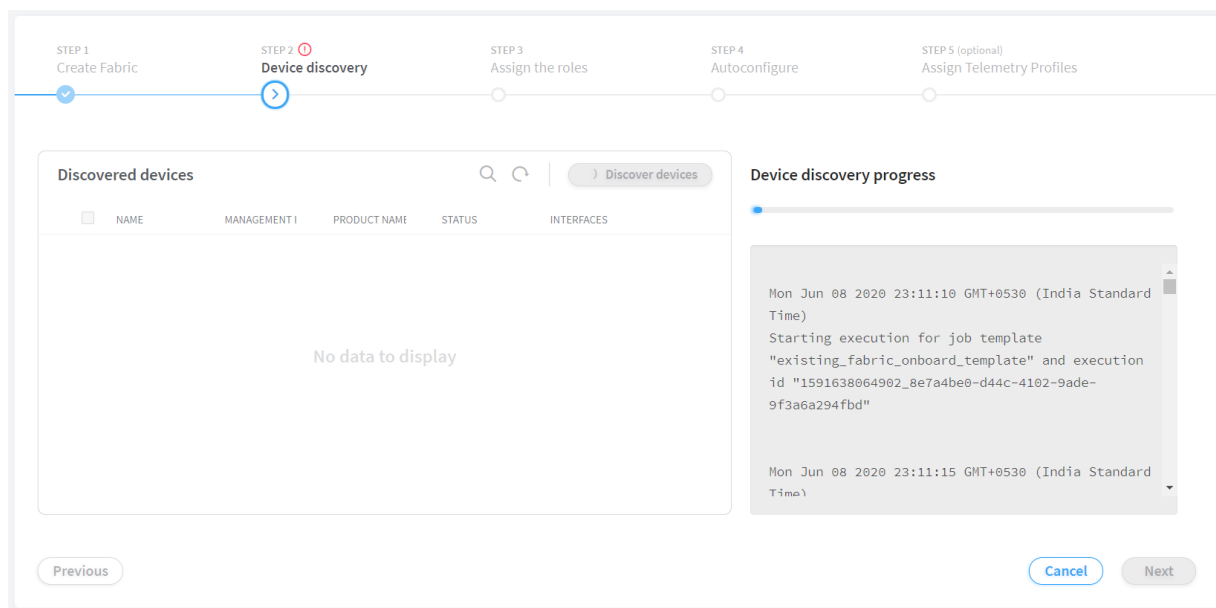 STEP 1
Create Fabric
STEP 2
Device discovery
STEP 3
Assign the roles
STEP 4
Autoconfigure
STEP 5 (optional)
Assign Telemetry Profiles
Discovered devices
Discover devices
NAME
MANAGEMENT I
PRODUCT NAME
STATUS
INTERFACES
No data to display
Device discovery progress
Mon Jun 08 2020 23:11:10 GMT+0530 (India Standard
Time)
Starting execution for job template
"existing_fabric_onboard_template" and execution
id "1591638064902_8e7a4be0-d44c-4102-9ade-
9f3a6a294fbd"
Mon Jun 08 2020 23:11:15 GMT+0530 (India Standard
Time)
Previous
Cancel
Next